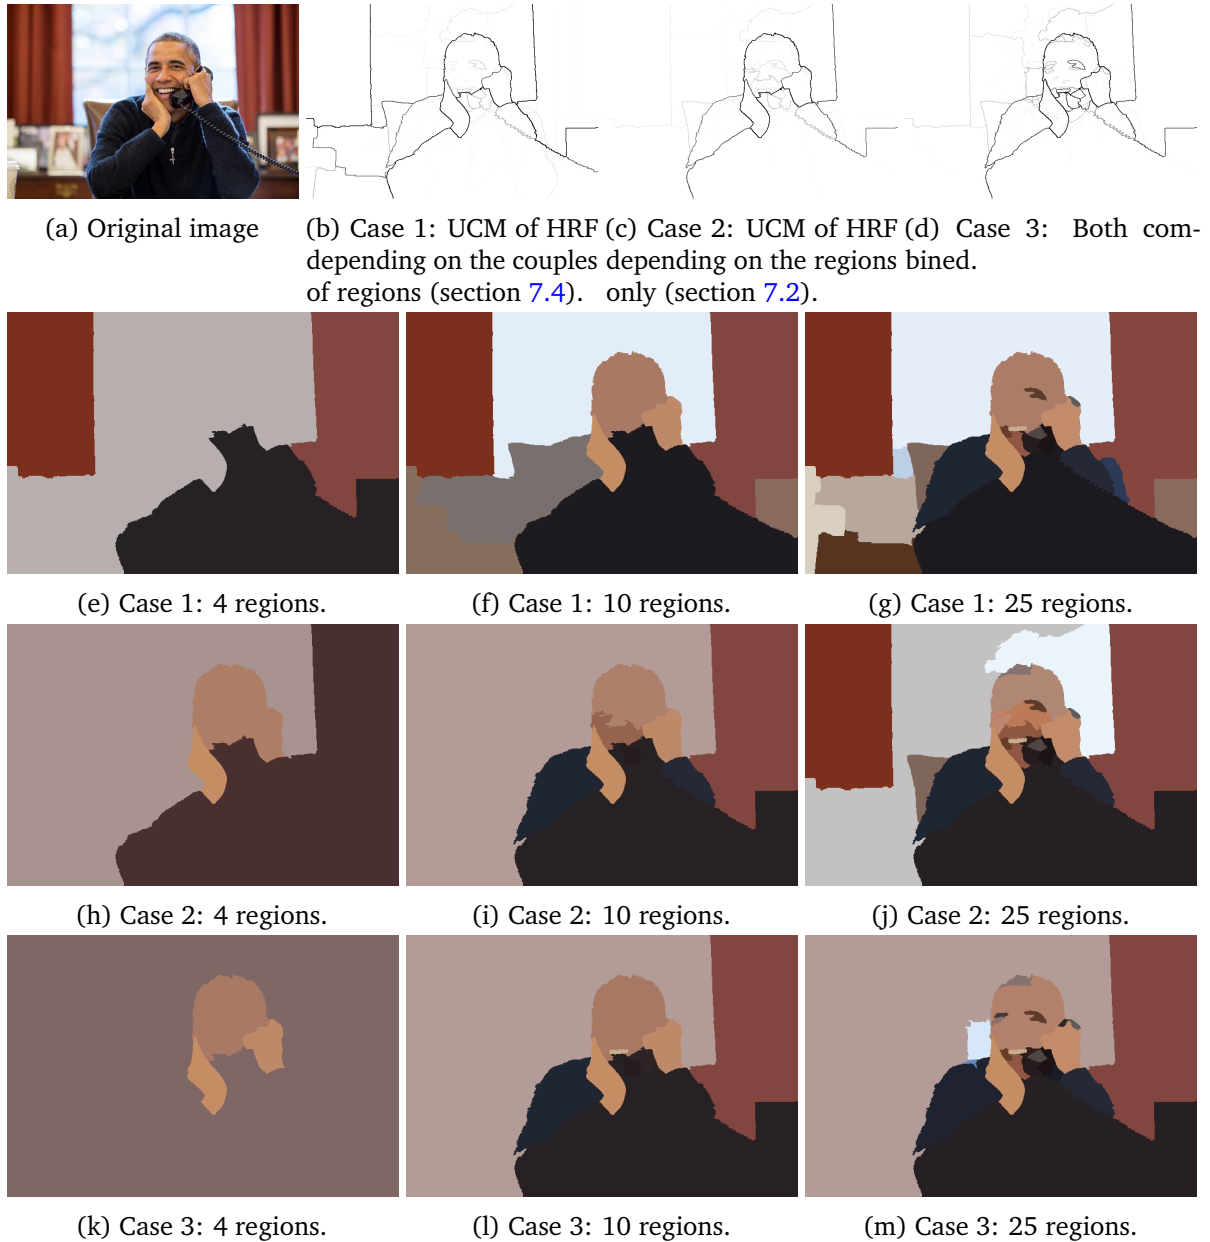 (a) Original image
(b) Case 1: UCM of HRF
depending on the couples
of regions (section 7.4).
(c) Case 2: UCM of HRF
depending on the regions
only (section 7.2).
(d) Case 3: Both com-
bined.
(e) Case 1: 4 regions.
(f) Case 1: 10 regions.
(g) Case 1: 25 regions.
(h) Case 2: 4 regions.
(i) Case 2: 10 regions.
(j) Case 2: 25 regions.
(k) Case 3: 4 regions.
(l) Case 3: 10 regions.
(m) Case 3: 25 regions.